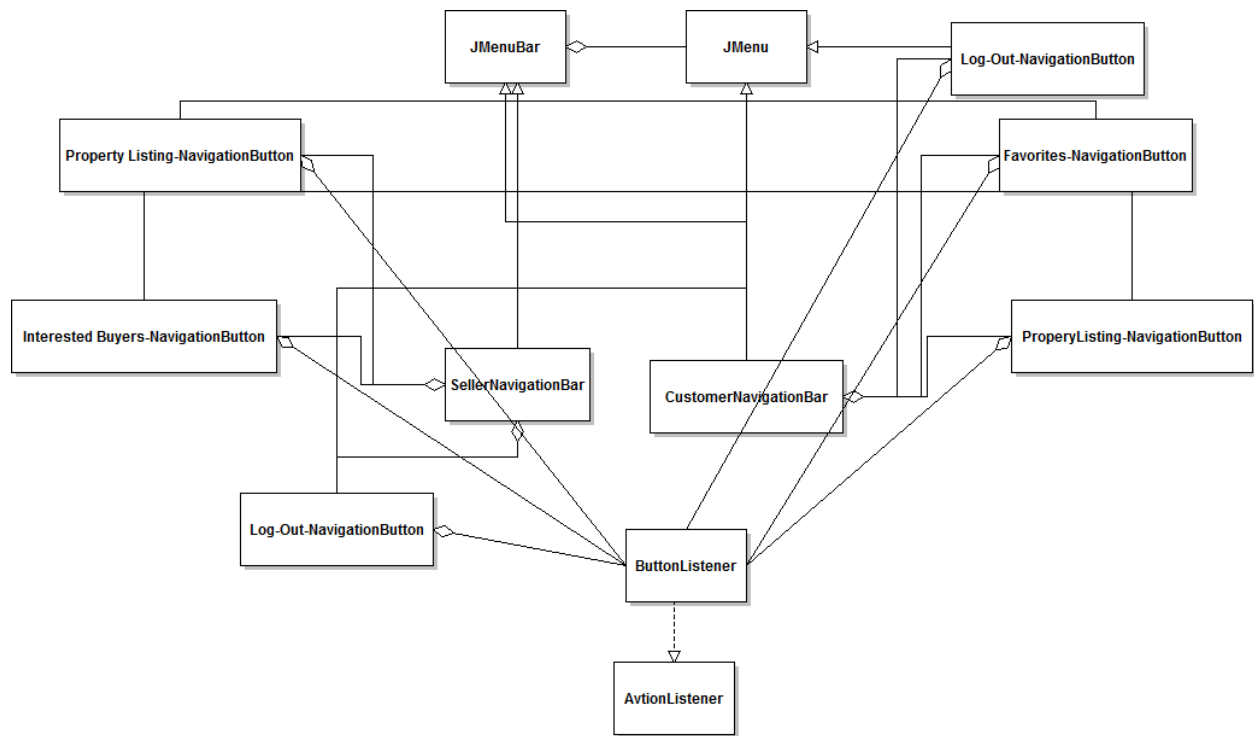 JMenuBar
JMenu
Log-Out-NavigationButton
Property Listing-NavigationButton
Favorites-NavigationButton
Interested Buyers-NavigationButton
ProperyListing-NavigationButton
SellerNavigationBar
CustomerNavigationBar
Log-Out-NavigationButton
ButtonListener
AvtionListener